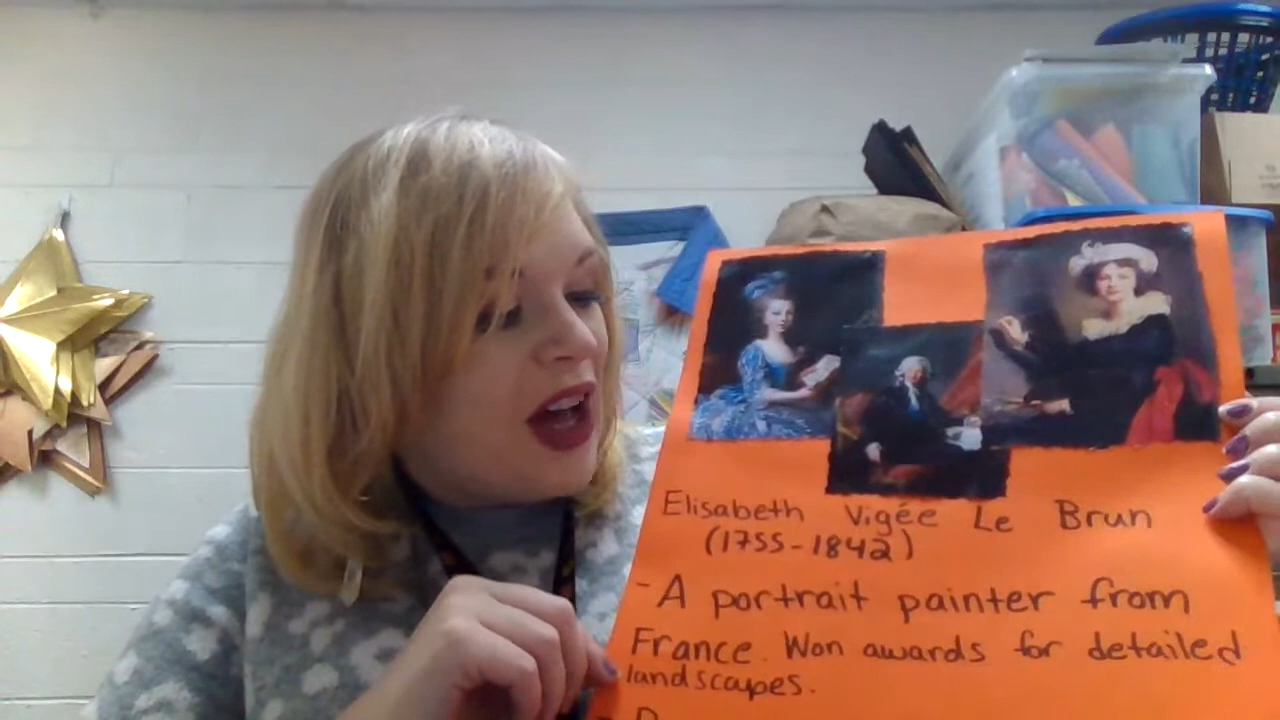 Elisabeth Vigée Le Brun
(1755-1842)
- A portrait painter from
France. Won awards for detailed
landscapes.